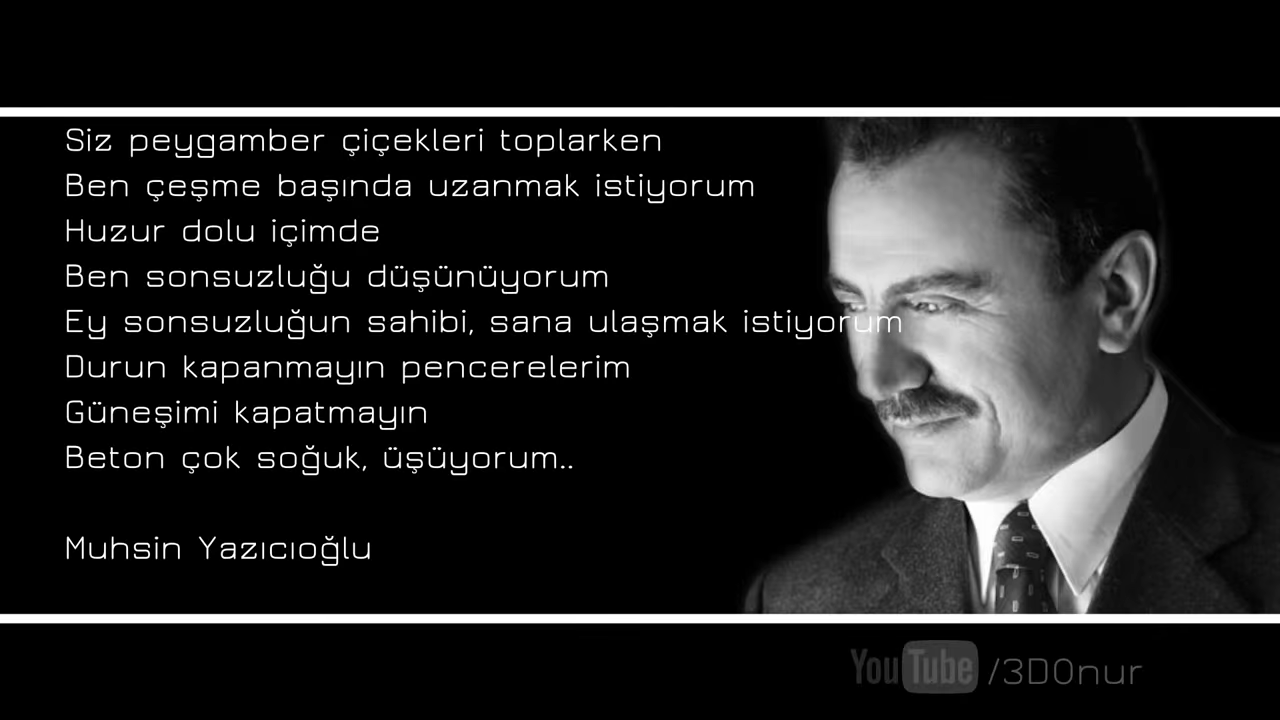 Siz peygamber çiçekleri toplarken
Ben çeşme başında uzanmak istiyorum
Huzur dolu içimde
Ben sonsuzluğu düşünüyorum
Ey sonsuzluğun sahibi, sana ulaşmak istiyorum
Durun kapanmayın pencerelerim
Güneşimi kapatmayın
Beton çok soğuk, üşüyorum..
Muhsin Yazıcıoğlu
YouTube /3DOnur